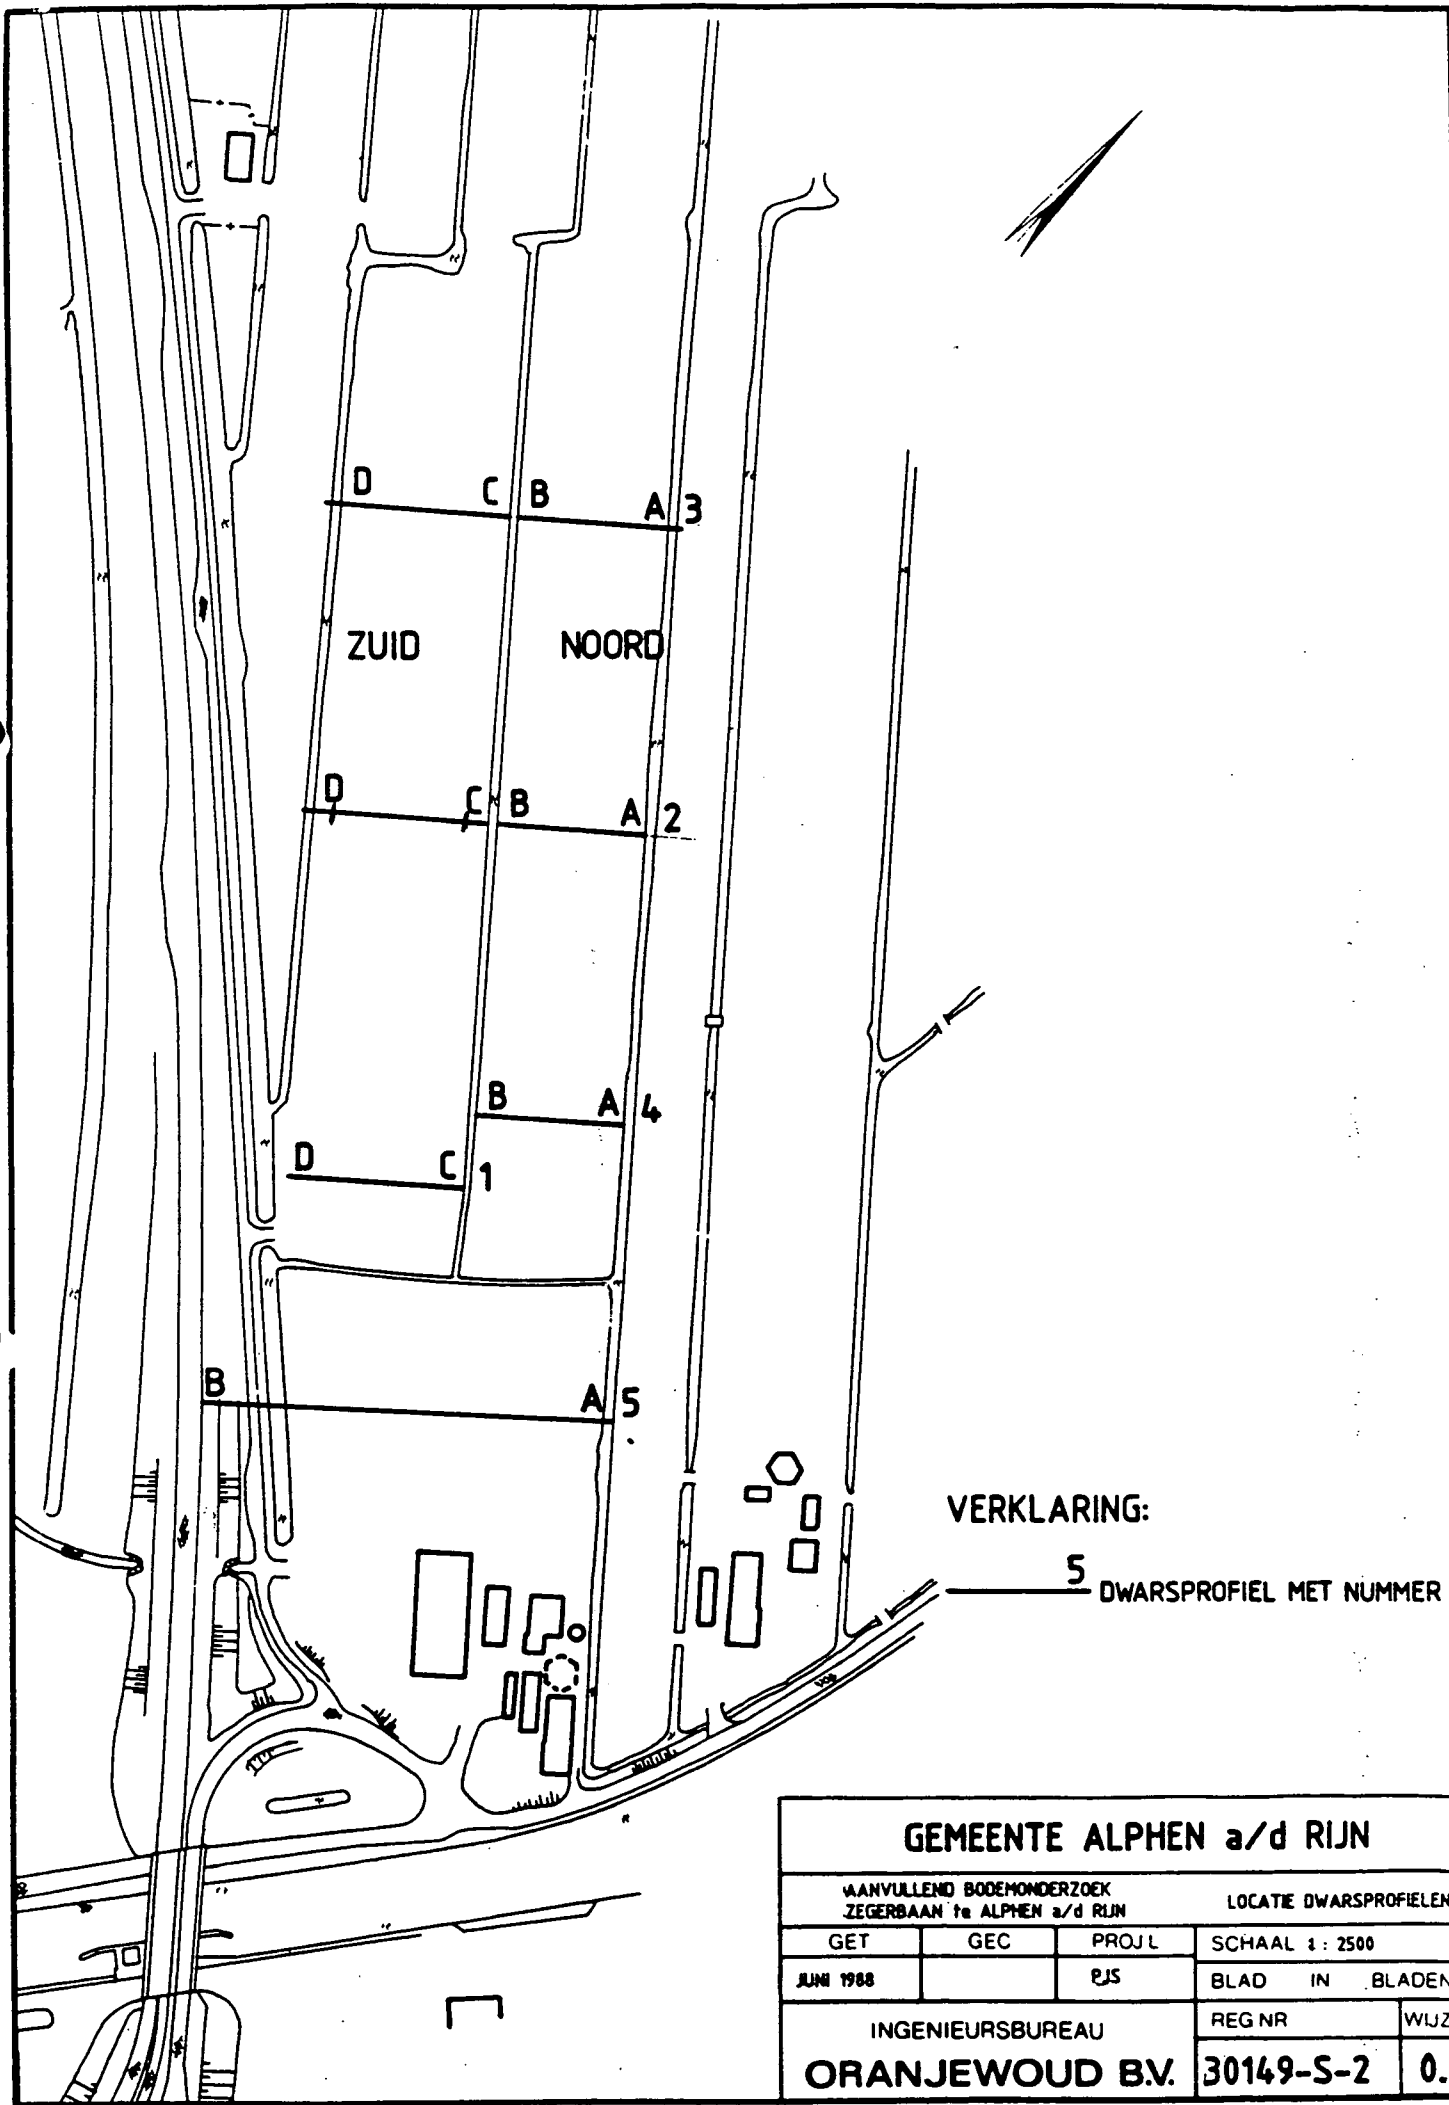 D C B A 3
ZUID NOORD
D C B A 2
B A 4
D C 1
B A 5
VERKLARING:
5 DWARSPROFIEL MET NUMMER
GEMEENTE ALPHEN a/d RIJN
AANVULLEND BODEMONDERZOEK
ZEGERBAAN te ALPHEN a/d RIJN
LOCATIE DWARSPROFIELEN
GET GEC PROJ L SCHAAL 1 : 2500
JUNI 1988 PJS BLAD IN BLADEN
INGENIEURSBUREAU
ORANJEWOUD B.V.
REG NR WIJZ
30149-S-2 0.